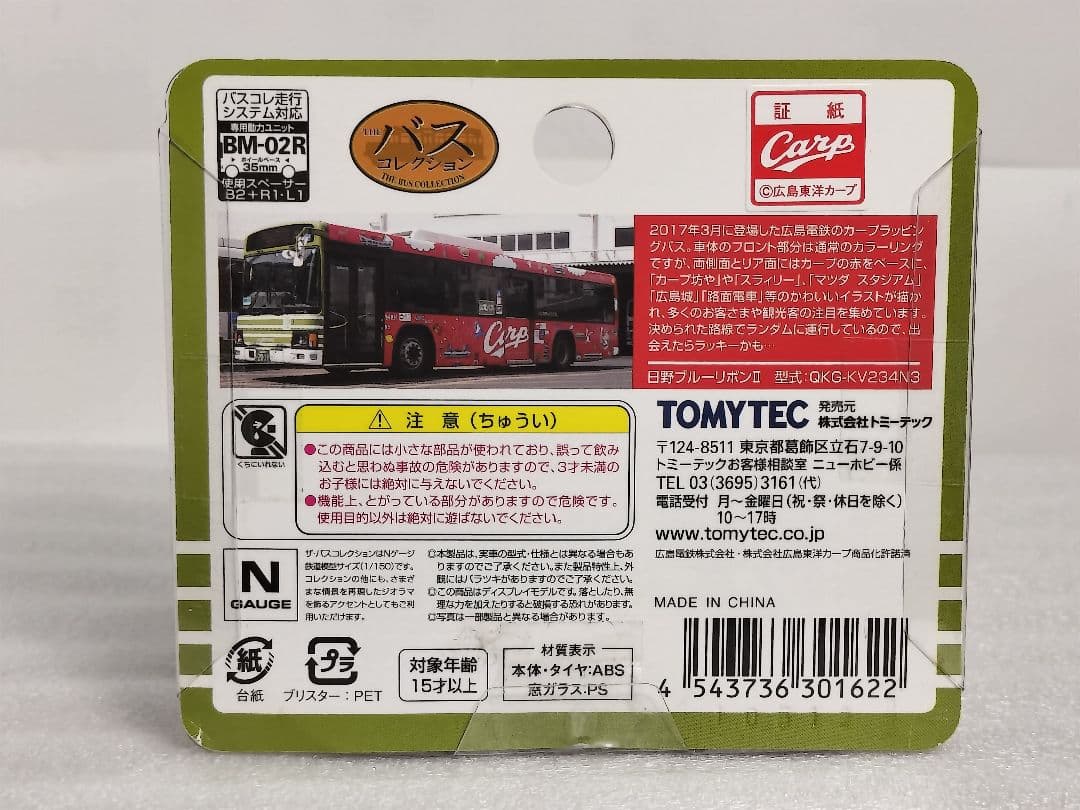 バスコレ走行
システム対応
専用動力ユニット
BM-02R
ホイールベース
35mm
使用スペーサー
B2+R1・L1
THE
バス
コレクション
THE BUS COLLECTION
証 紙
Carp
©広島東洋カープ
2017年3月に登場した広島電鉄のカープラッピン
グバス。車体のフロント部分は通常のカラーリング
ですが、両側面とリア面にはカープの赤をベースに、
「カープ坊や」や「スラィリー」、「マツダ スタジアム」
「広島城」「路面電車」等のかわいいイラストが描か
れ、多くのお客さまや観光客の注目を集めています。
決められた路線でランダムに運行しているので、出
会えたらラッキーかも…
日野ブルーリボンⅡ 型式:QKG-KV234N3
Carp
くちにいれない
注 意(ちゅうい)
●この商品には小さな部品が使われており、誤って飲み
込むと思わぬ事故の危険がありますので、3才未満の
お子様には絶対に与えないでください。
●機能上、とがっている部分がありますので危険です。
使用目的以外は絶対に遊ばないでください。
TOMYTEC 発売元
株式会社トミーテック
〒124-8511 東京都葛飾区立石7-9-10
トミーテックお客様相談室 ニューホビー係
TEL 03(3695)3161(代)
電話受付 月〜金曜日(祝・祭・休日を除く)
10〜17時
www.tomytec.co.jp
広島電鉄株式会社・株式会社広島東洋カープ商品化許諾済
N
GAUGE
ザ・バスコレクションはNゲージ
鉄道模型サイズ(1/150)です。
コレクションの他にも、さまざ
まな情景を再現したジオラマ
を飾るアクセントとしてもご利
用いただけます。
◎本製品は、実車の型式・仕様とは異なる場合もあ
りますのでご了承ください。また製品特性上、外
観にはバラツキがありますのでご了承ください。
◎この商品はディスプレイモデルです。落としたり、無
理な力を加えたりすると破損する恐れがあります。
◎写真は一部製品と異なる場合があります。
MADE IN CHINA
紙
台紙
プラ
ブリスター:PET
対象年齢
15才以上
材質表示
本体・タイヤ:ABS
窓ガラス:PS
4 543736 301622